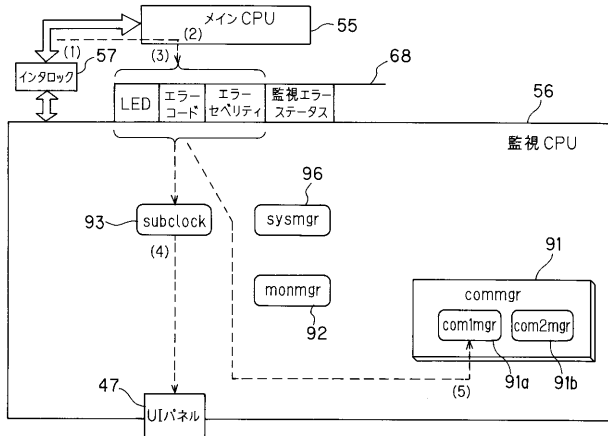 メインCPU
55
(1)
(2)
(3)
57
インタロック
68
LED
エラー
コード
エラー
セベリティ
監視エラー
ステータス
56
監視CPU
93
subclock
96
sysmgr
(4)
monmgr
92
91
commgr
com1mgr
com2mgr
91a
91b
(5)
47
UIパネル